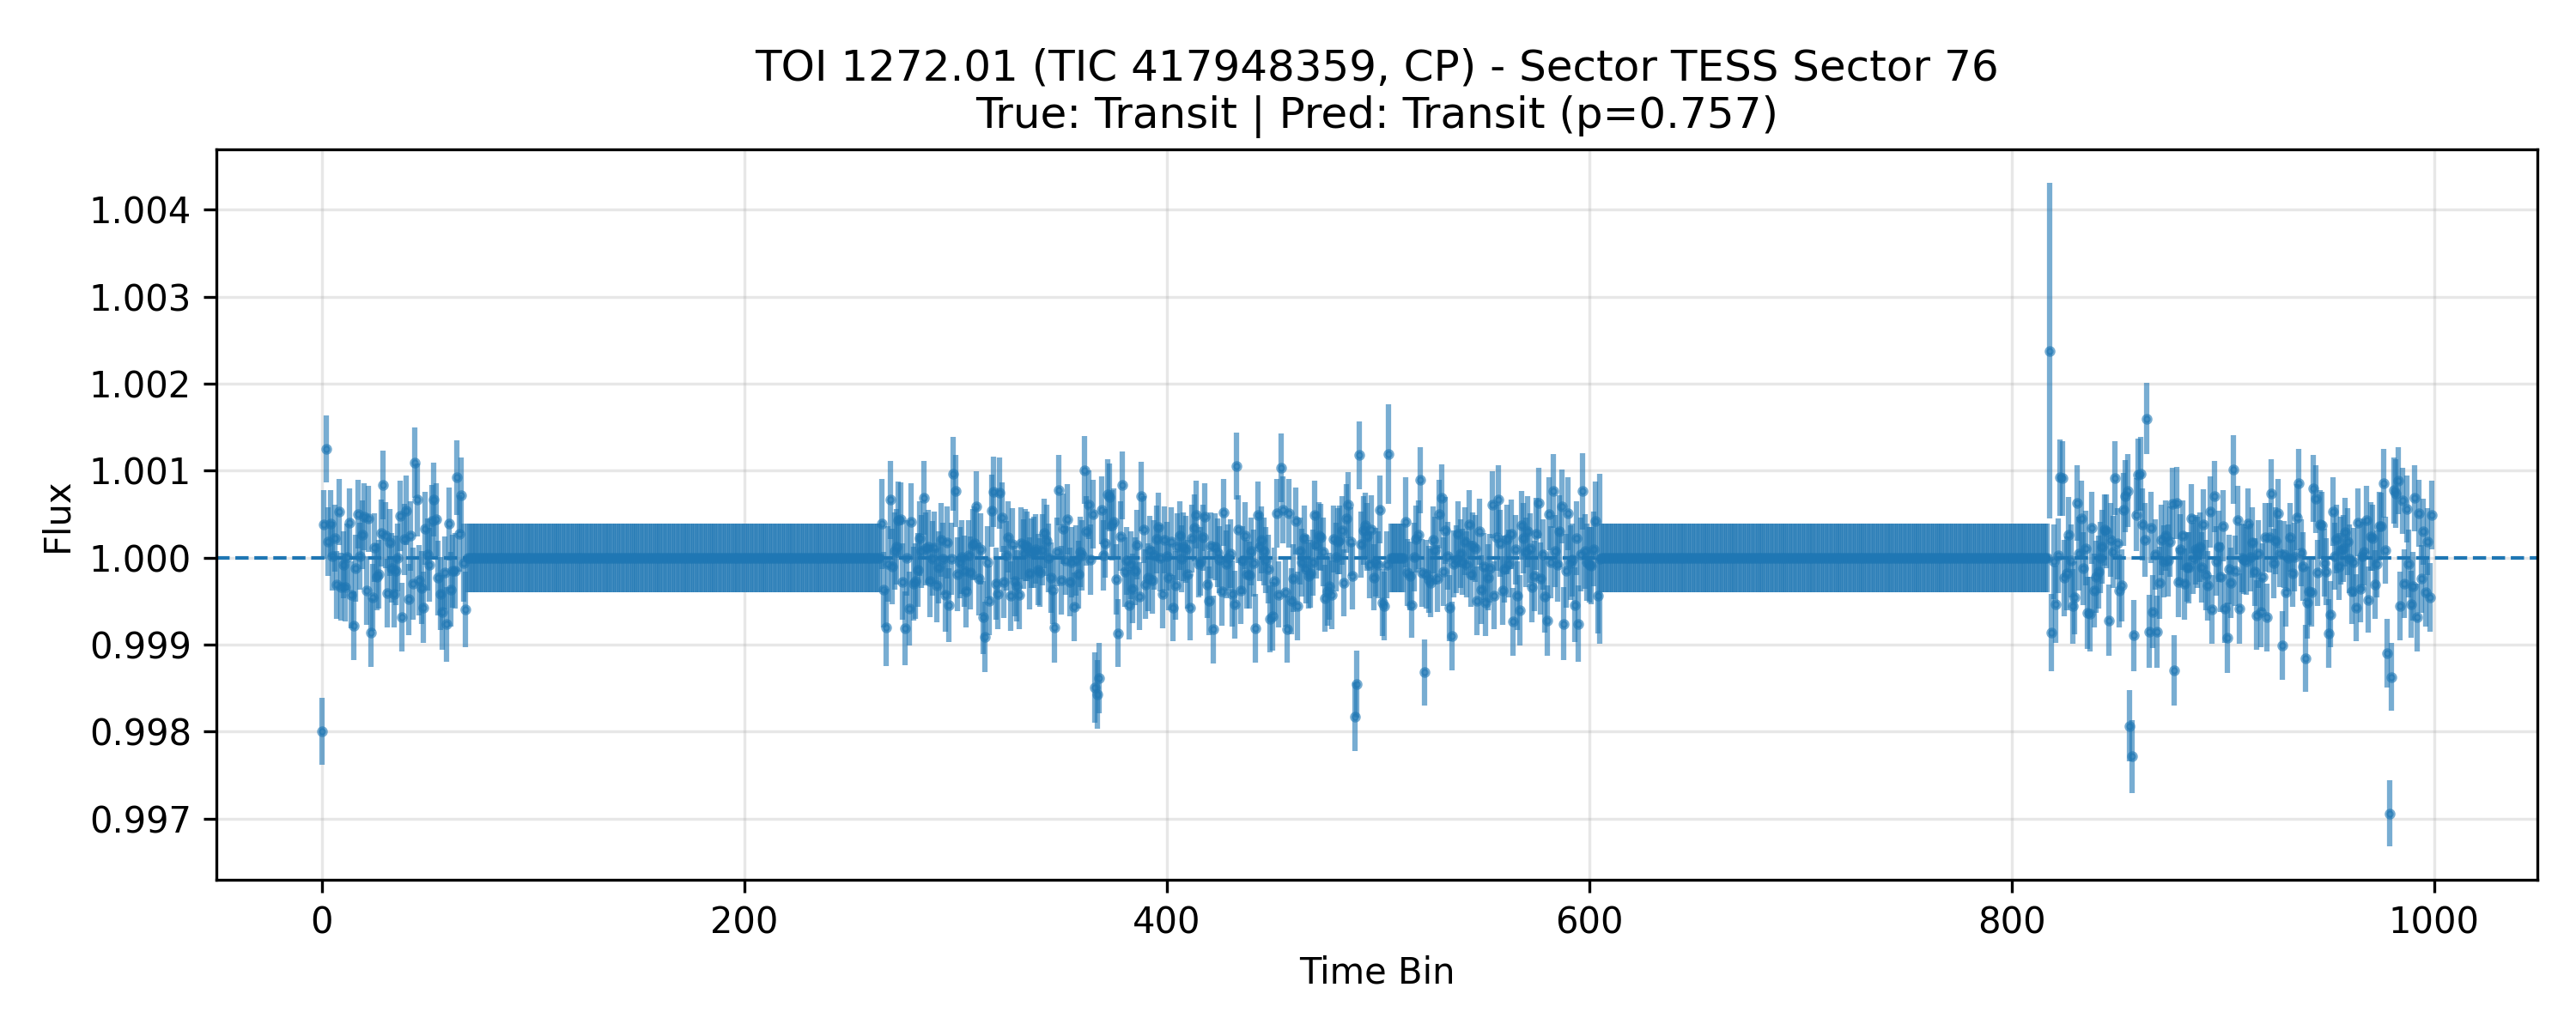 TOI 1272.01 (TIC 417948359, CP) - Sector TESS Sector 76
True: Transit | Pred: Transit (p=0.757)
1.004
1.003
1.002
1.001
1.000
0.999
0.998
0.997
Flux
0 200 400 600 800 1000
Time Bin